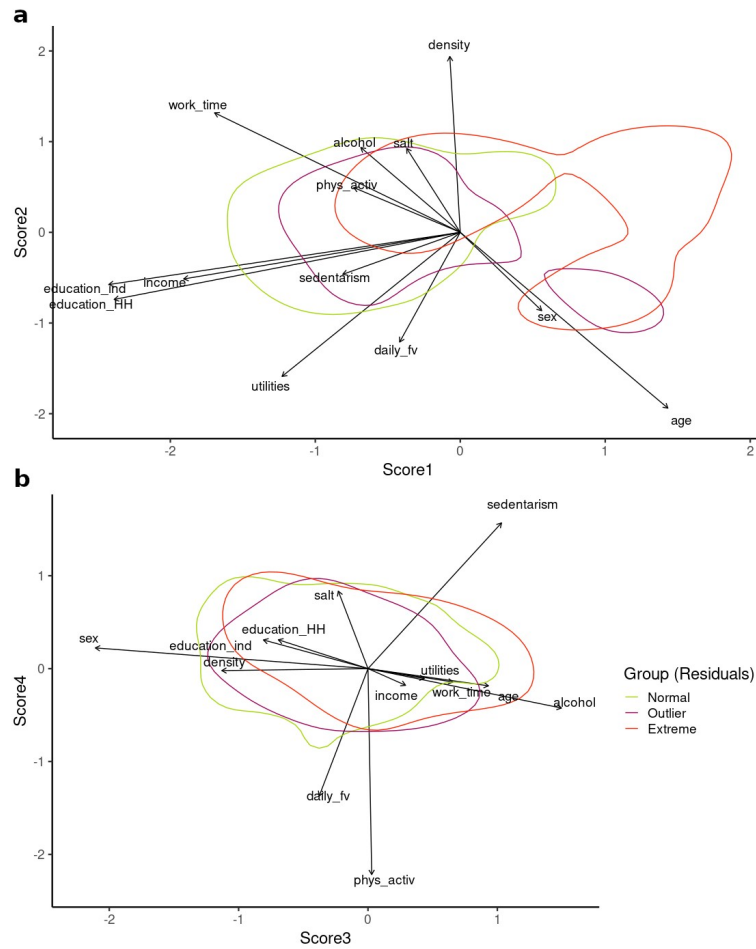 a
density
2
work_time
1
alcohol
salt
phys_activ
Score2
0
sedentarism
income
education_ind
education_HH
sex
-1
daily_fv
utilities
-2
age
-2
-1
0
1
2
Score1
b
sedentarism
1
salt
education_HH
sex
education_ind
density
utilities
0
income
work_time
age
alcohol
Score4
Group (Residuals)
Normal
Outlier
Extreme
-1
daily_fv
-2
phys_activ
-2
-1
0
1
Score3